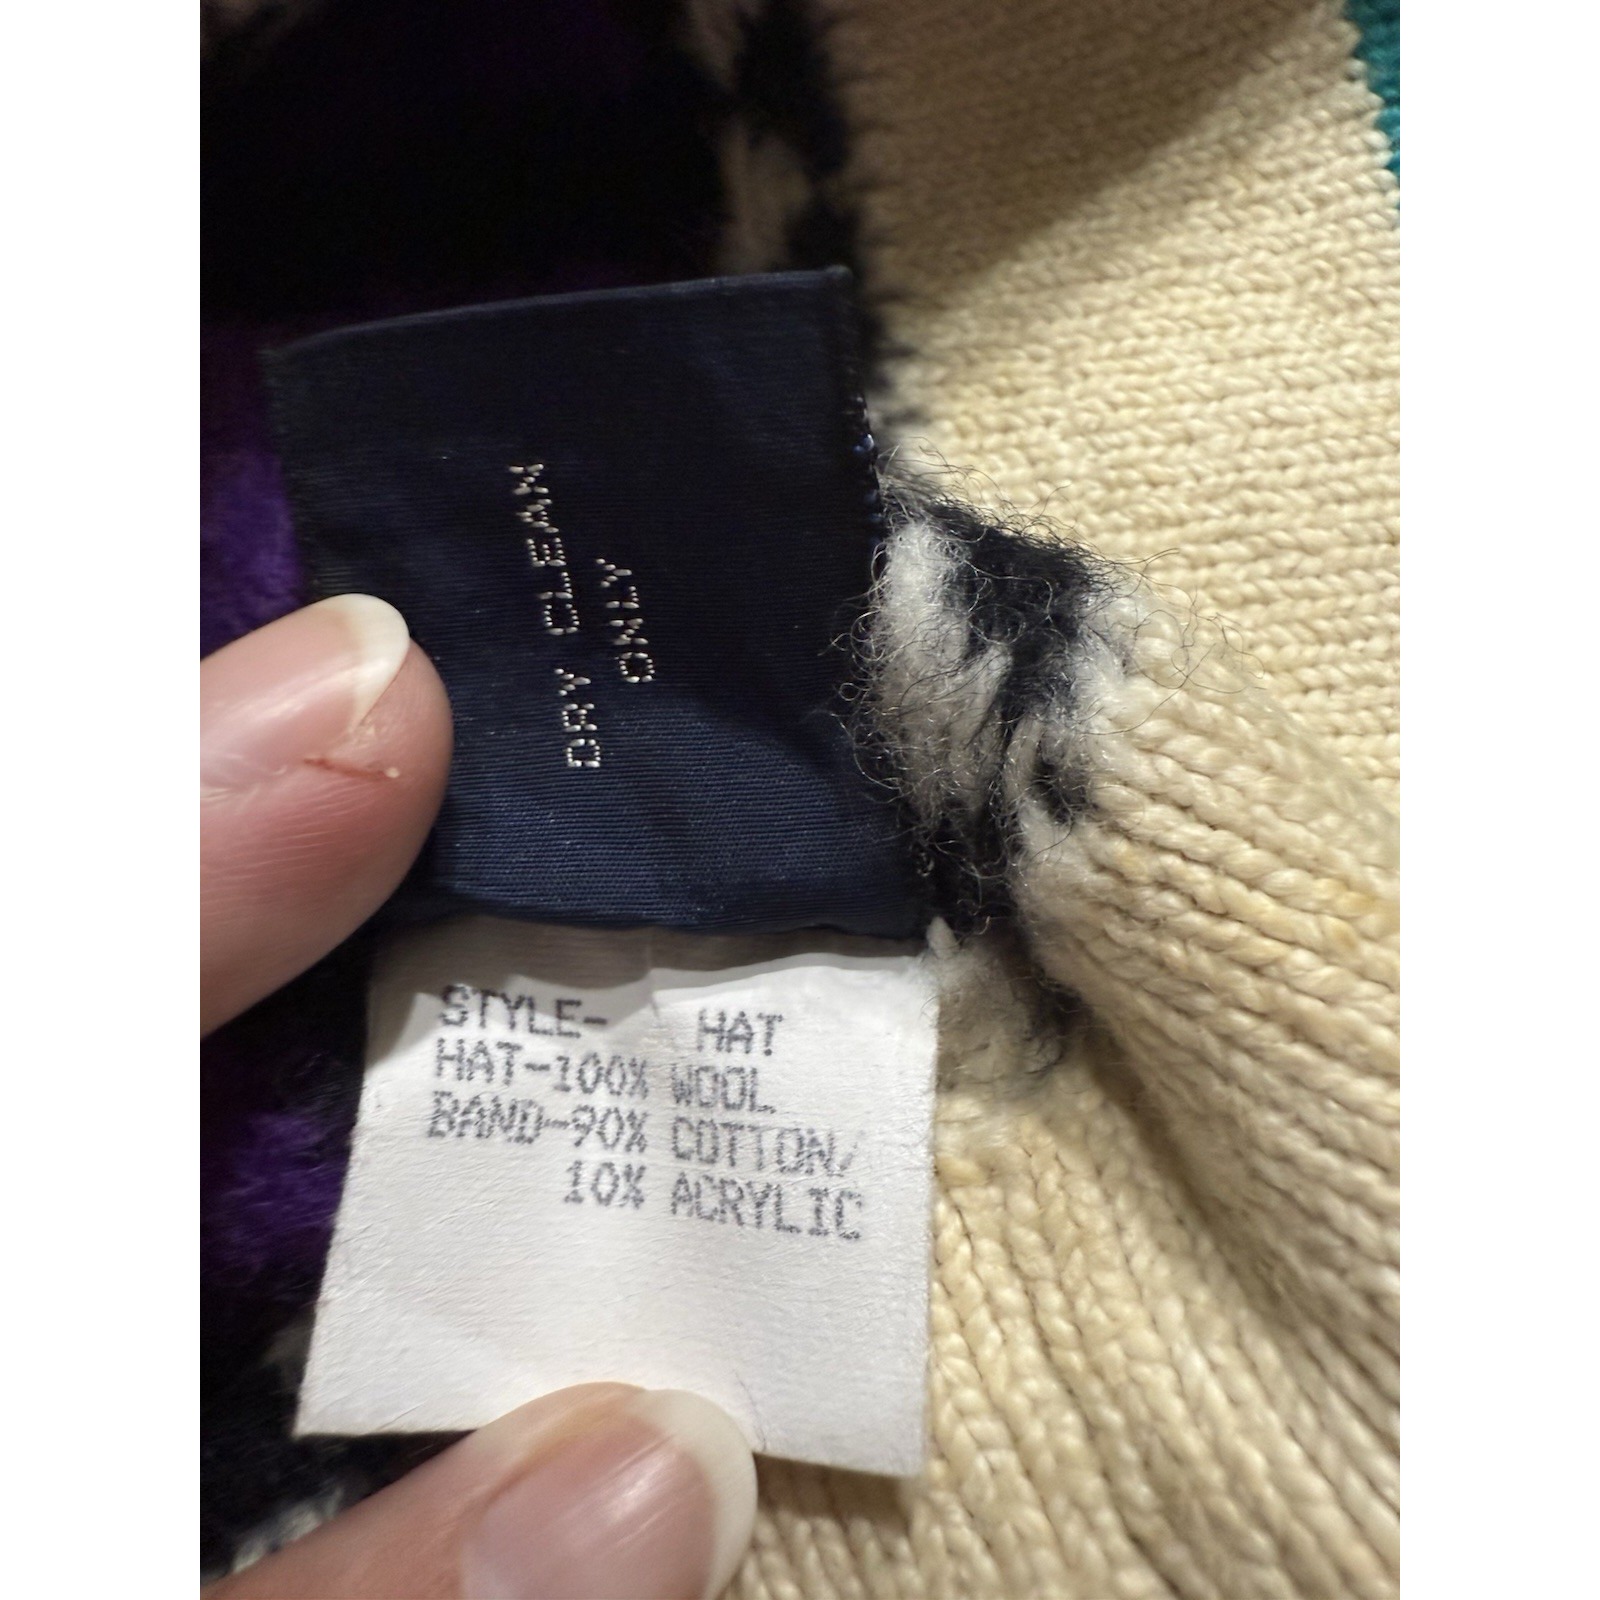 DRY CLEAN
ONLY
STYLE- HAT
HAT-100% WOOL
BAND-90% COTTON/
10% ACRYLIC